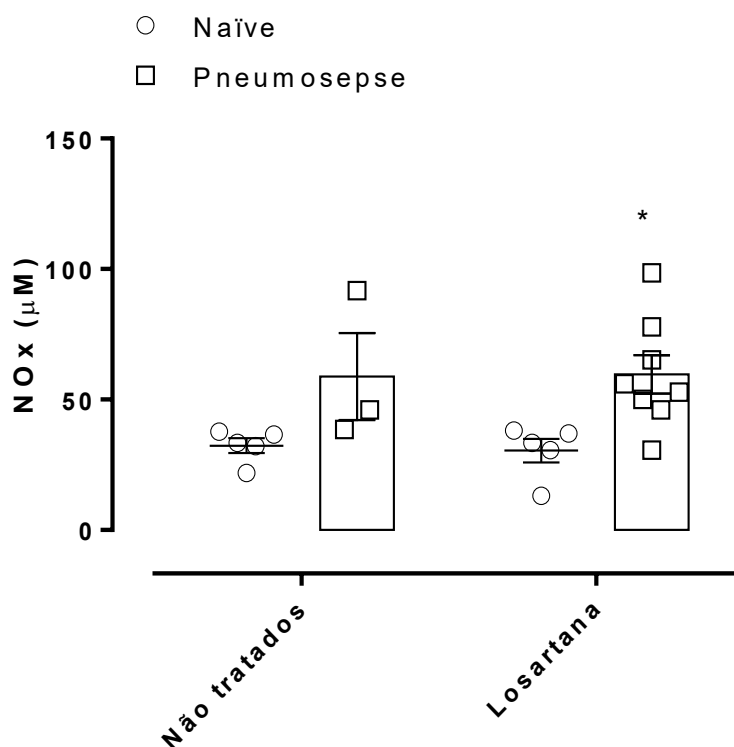 Naïve
Pneumosepse
150
100
50
0
NOx (μM)
*
Não tratados
Losartana